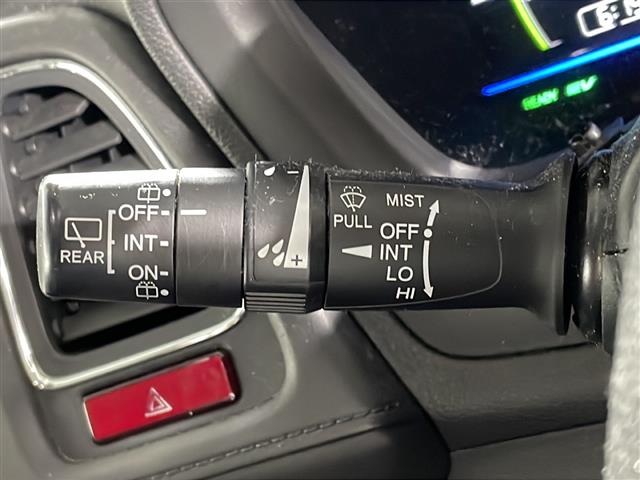 OFF
INT
ON
REAR
- 
+
PULL
MIST
OFF
INT
LO
HI
READY EV